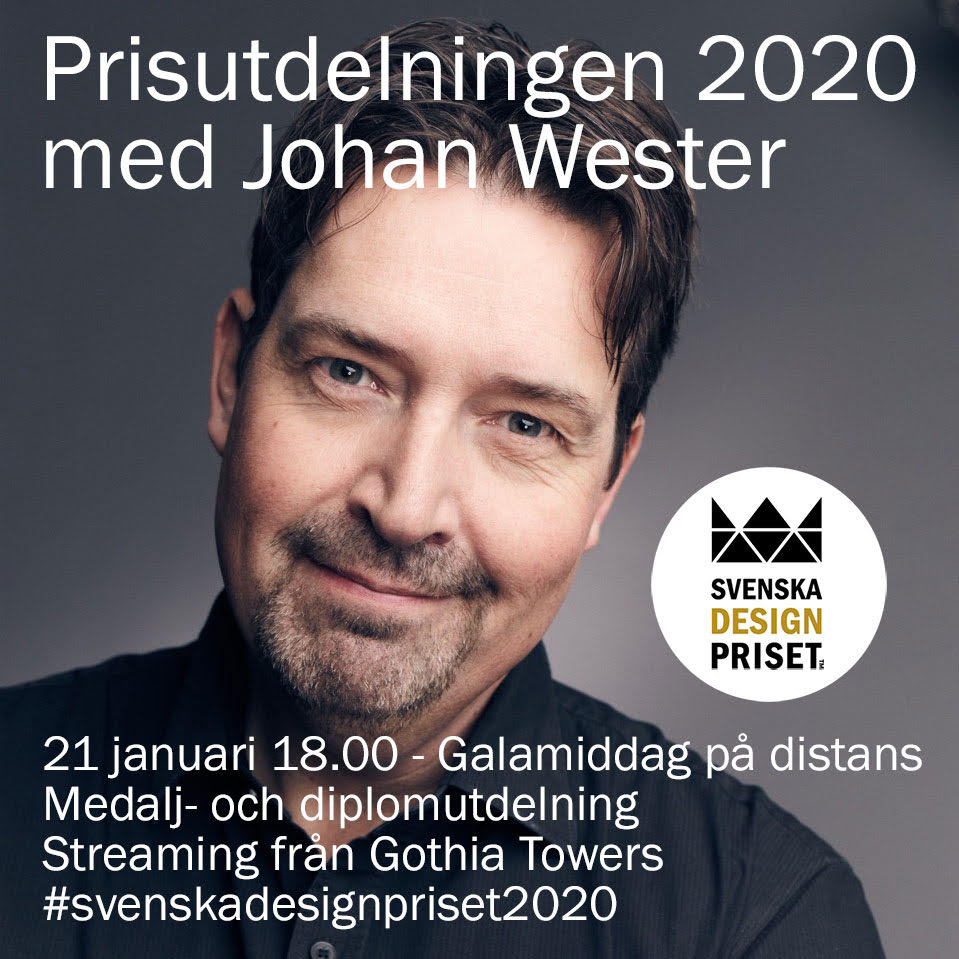 Prisutdelningen 2020
med Johan Wester
SVENSKA
DESIGN
PRISET™
21 januari 18.00 - Galamiddag på distans
Medalj- och diplomutdelning
Streaming från Gothia Towers
#svenskadesignpriset2020